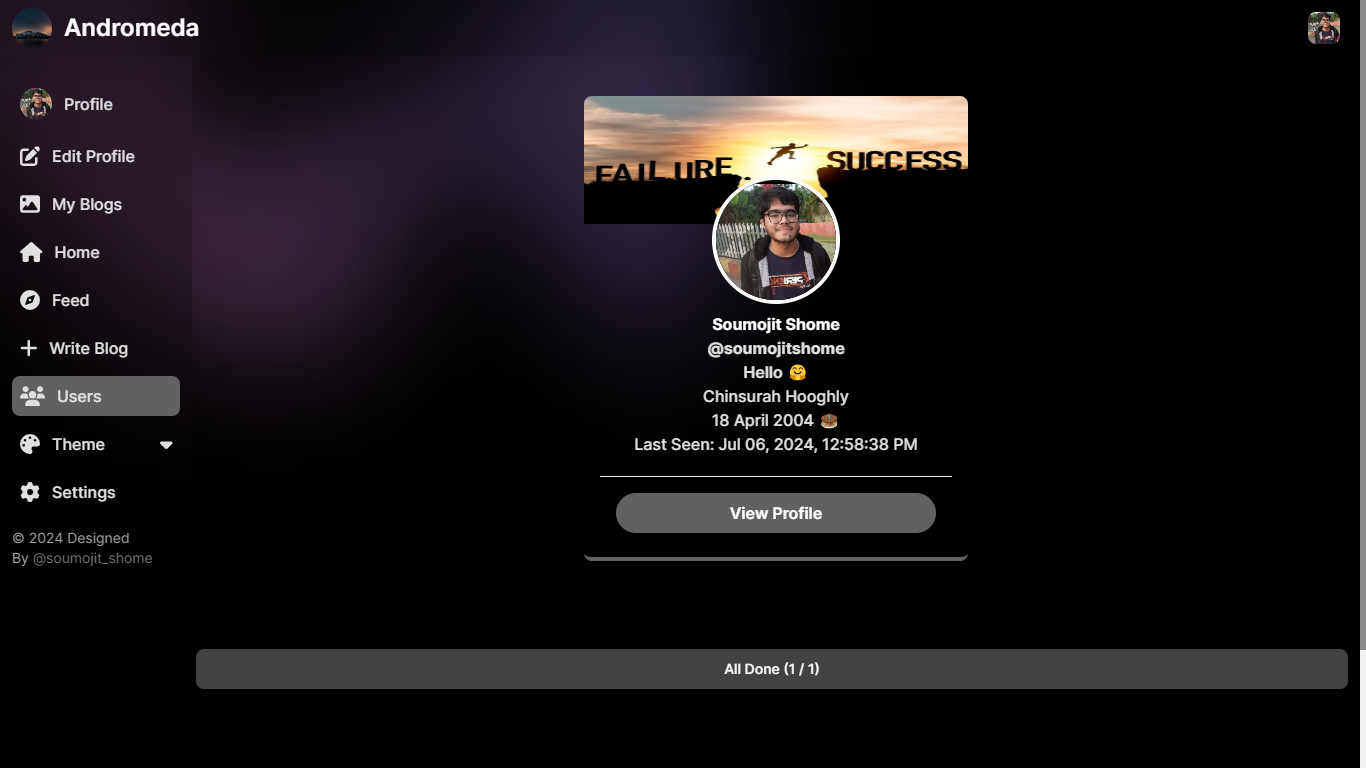 Andromeda
Profile
Edit Profile
My Blogs
Home
Feed
Write Blog
Users
Theme
Settings
© 2024 Designed
By @soumojit_shome
FAILURE
SUCCESS
Soumojit Shome
@soumojitshome
Hello 🤗
Chinsurah Hooghly
18 April 2004 🎂
Last Seen: Jul 06, 2024, 12:58:38 PM
View Profile
All Done (1 / 1)